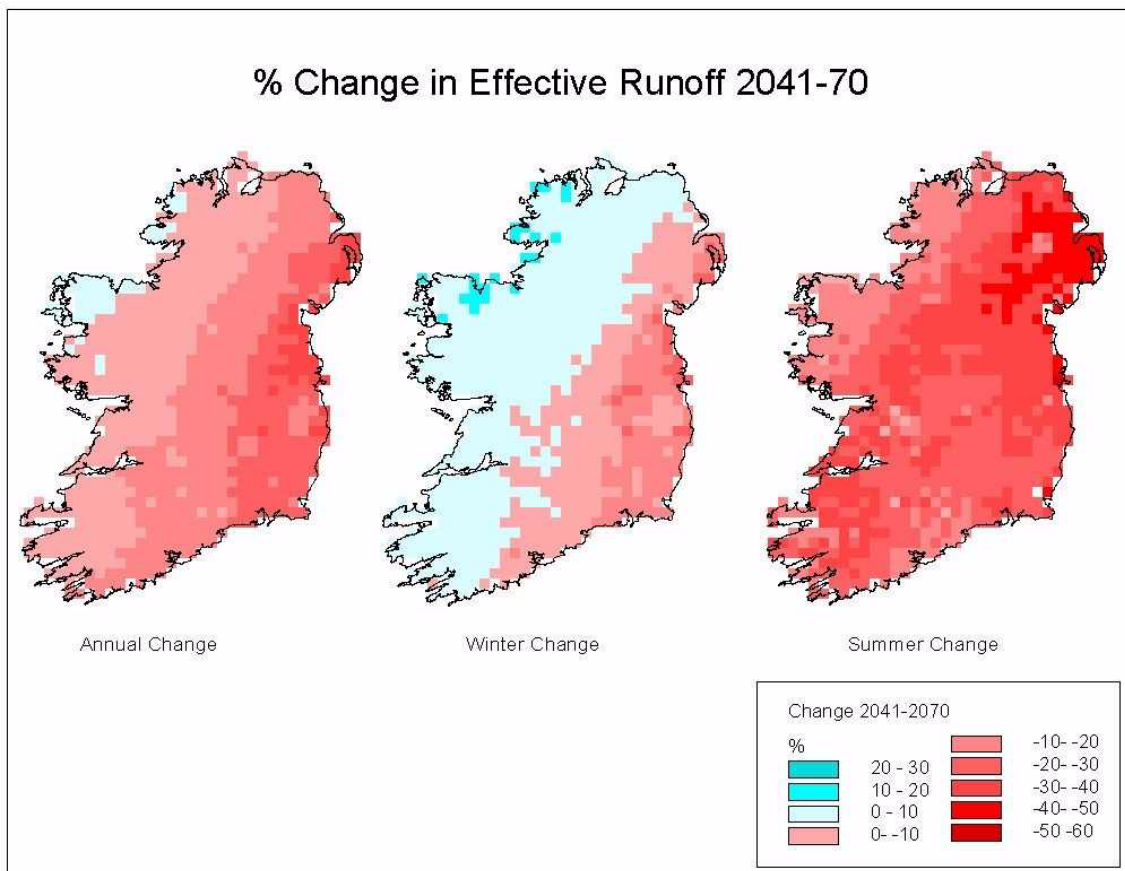 % Change in Effective Runoff 2041-70
Annual Change
Winter Change
Summer Change
Change 2041-2070
%
20 - 30
10 - 20
0 - 10
0- -10
-10- -20
-20- -30
-30- -40
-40- -50
-50 -60